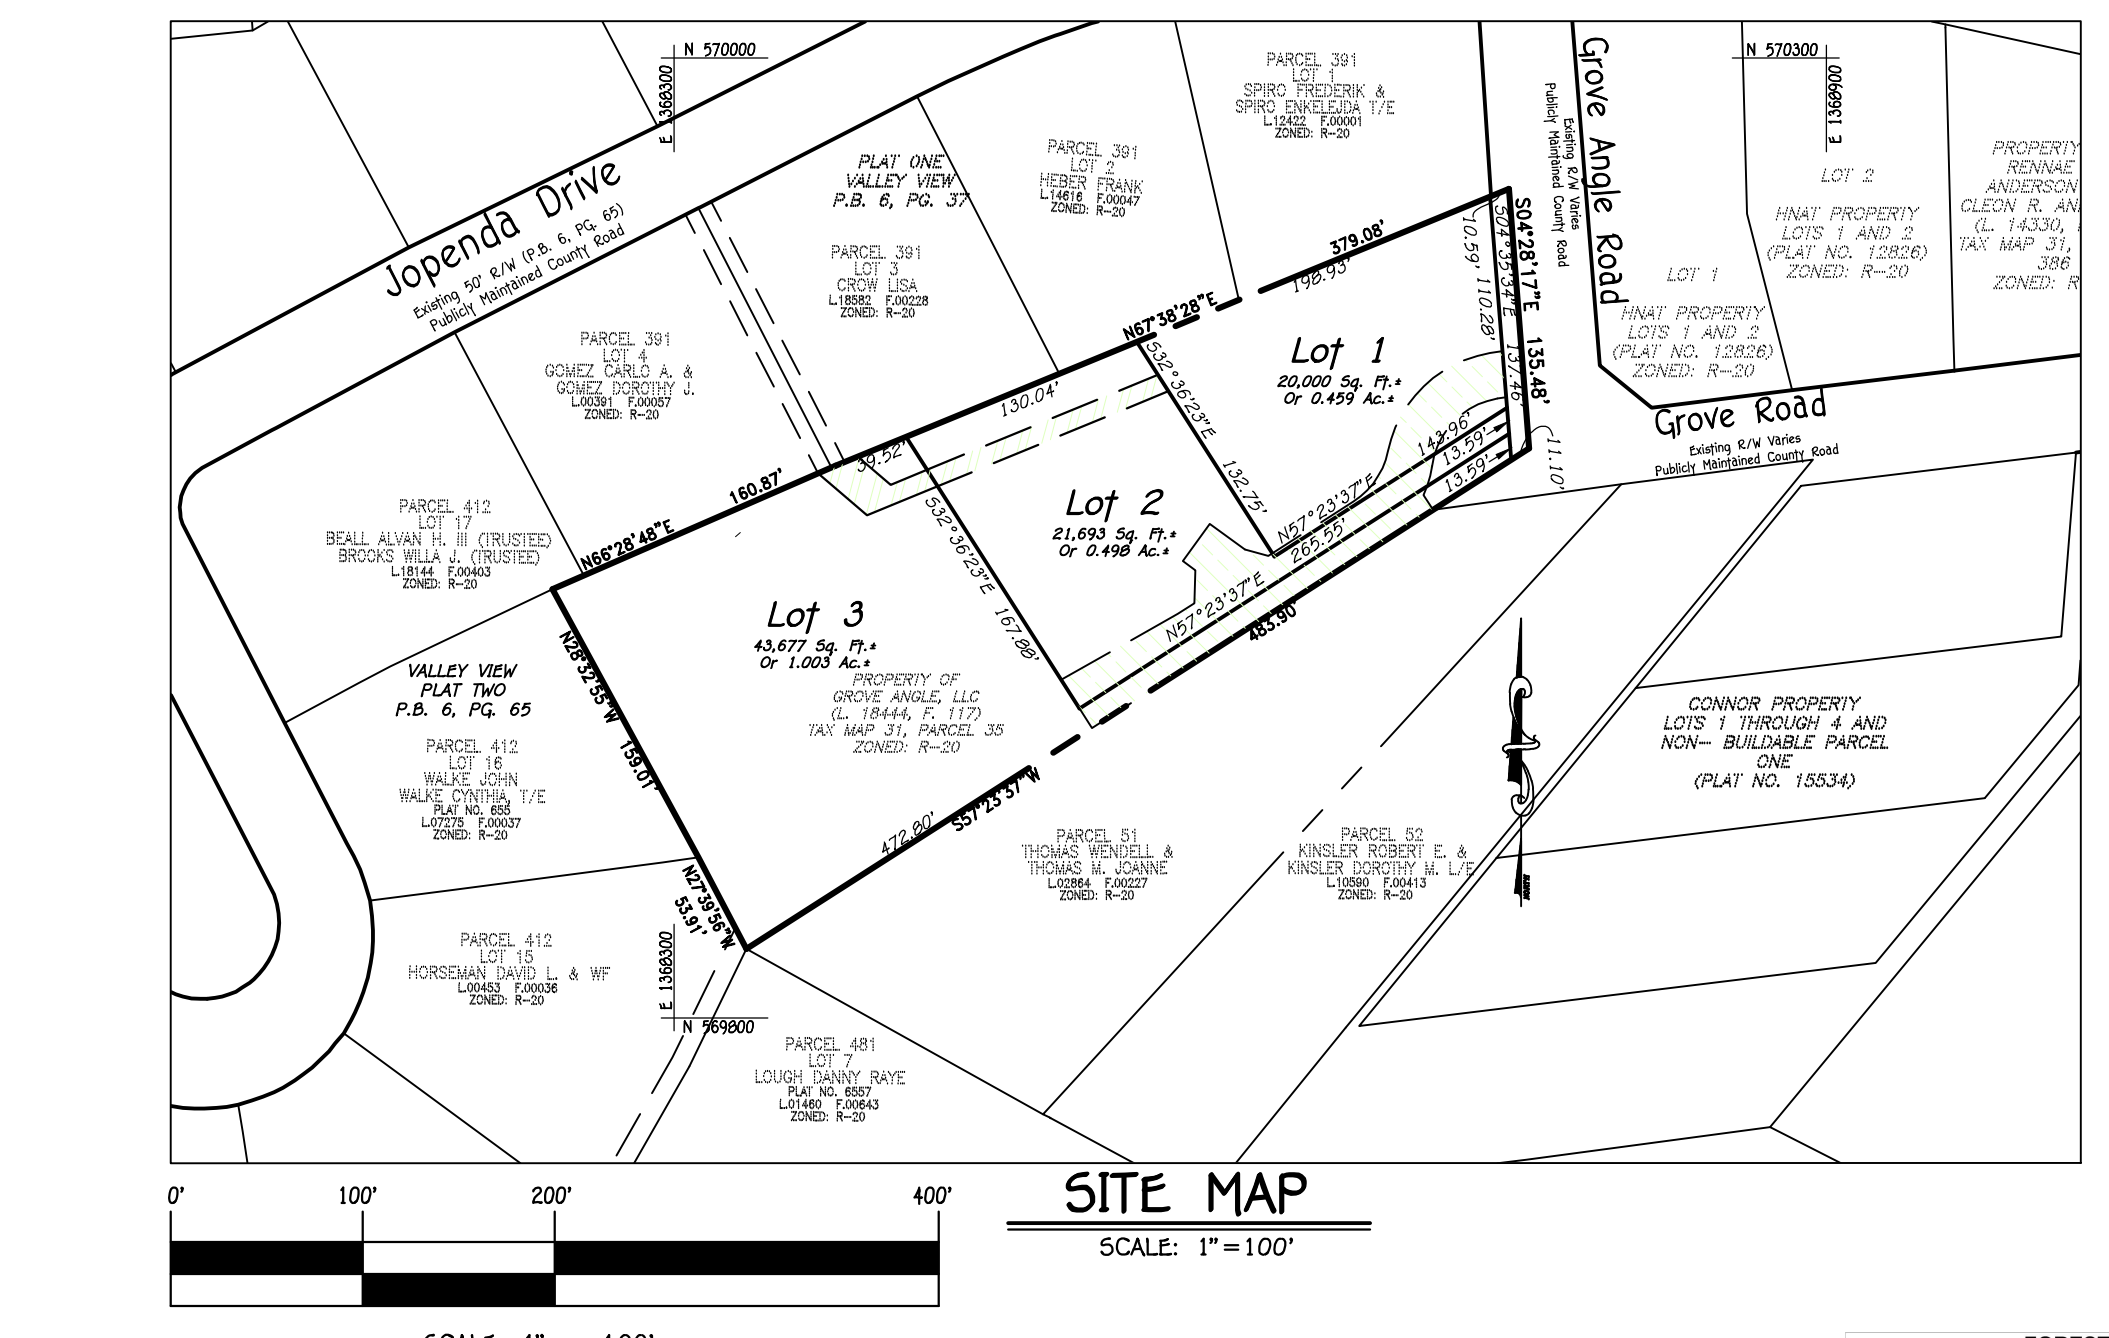 N 570000
E 1368300
PARCEL 391
LOT 1
SPIRO FREDERIK &
SPIRO ENKELEJDA T/E
L.12422 F.00001
ZONED: R-20
Grove Angle Road
Existing R/W Varies
Publicly Maintained County Road
N 570300
E 1368900
PROPERTY
RENNAE
ANDERSON
CLEON R.
(L. 14330,
TAX MAP 31,
386
ZONED: R
LOT 2
HNAT PROPERTY
LOTS 1 AND 2
(PLAT NO. 12826)
ZONED: R-20
LOT 1
HNAT PROPERTY
LOTS 1 AND 2
(PLAT NO. 12826)
ZONED: R-20
PLAT ONE
VALLEY VIEW
P.B. 6, PG. 37
PARCEL 391
LOT 2
HEBER FRANK
L.14616 F.00047
ZONED: R-20
Jopenda Drive
Existing 50' R/W (P.B. 6, PG. 65)
Publicly Maintained County Road
PARCEL 391
LOT 3
CROW LISA
L.18582 F.00228
ZONED: R-20
PARCEL 391
LOT 4
GOMEZ CARLO A. &
GOMEZ DOROTHY J.
L.00391 F.00057
ZONED: R-20
379.08'
198.93'
N67°38'28"E
10.59'
110.28'
S04°35'34"E
137.46'
S04°28'17"E 135.48'
Lot 1
20,000 Sq. Ft.±
Or 0.459 Ac.±
S32°36'23"E
132.75'
130.04'
39.52'
160.87'
N66°28'48"E
143.96'
13.59'
13.59'
11.10'
N57°23'37"E
265.55'
N57°23'37"E
483.90'
Grove Road
Existing R/W Varies
Publicly Maintained County Road
Lot 2
21,693 Sq. Ft.±
Or 0.498 Ac.±
S32°36'23"E 167.88'
PARCEL 412
LOT 17
BEALL ALVAN H. III (TRUSTEE)
BROOKS WILLA J. (TRUSTEE)
L.18144 F.00403
ZONED: R-20
Lot 3
43,677 Sq. Ft.±
Or 1.003 Ac.±
PROPERTY OF
GROVE ANGLE, LLC
(L. 18444, F. 117)
TAX MAP 31, PARCEL 35
ZONED: R-20
N28°32'55"W 159.01'
VALLEY VIEW
PLAT TWO
P.B. 6, PG. 65
PARCEL 412
LOT 16
WALKE JOHN
WALKE CYNTHIA, T/E
PLAT NO. 655
L.07275 F.00037
ZONED: R-20
CONNOR PROPERTY
LOTS 1 THROUGH 4 AND
NON- BUILDABLE PARCEL
ONE
(PLAT NO. 15534)
472.80'
S57°23'37"W
N27°39'56"W
53.91'
PARCEL 51
THOMAS WENDELL &
THOMAS M. JOANNE
L.02864 F.00227
ZONED: R-20
PARCEL 52
KINSLER ROBERT E. &
KINSLER DOROTHY M. L/E
L.10590 F.00413
ZONED: R-20
PARCEL 412
LOT 15
HORSEMAN DAVID L. & WF
L.00453 F.00036
ZONED: R-20
E 1368300
N 569800
PARCEL 481
LOT 7
LOUGH DANNY RAYE
PLAT NO. 6557
L.01460 F.00643
ZONED: R-20
0' 100' 200' 400'
SITE MAP
SCALE: 1"=100'